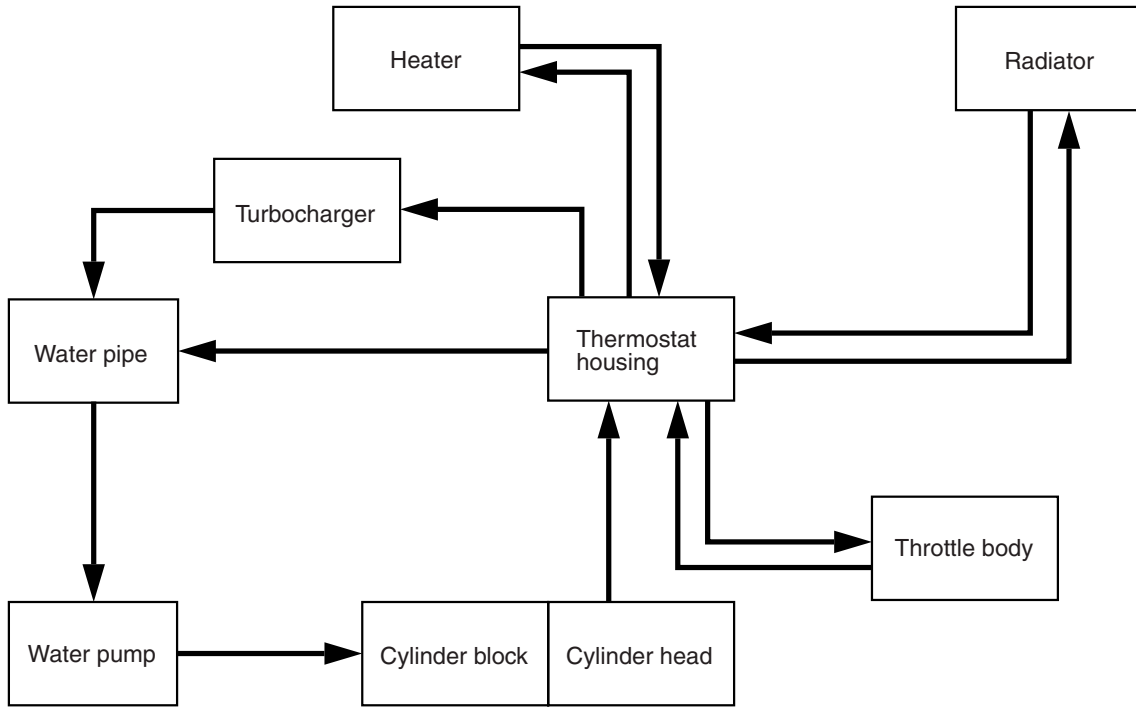 Heater
Radiator
Turbocharger
Water pipe
Thermostat
housing
Throttle body
Water pump
Cylinder block
Cylinder head